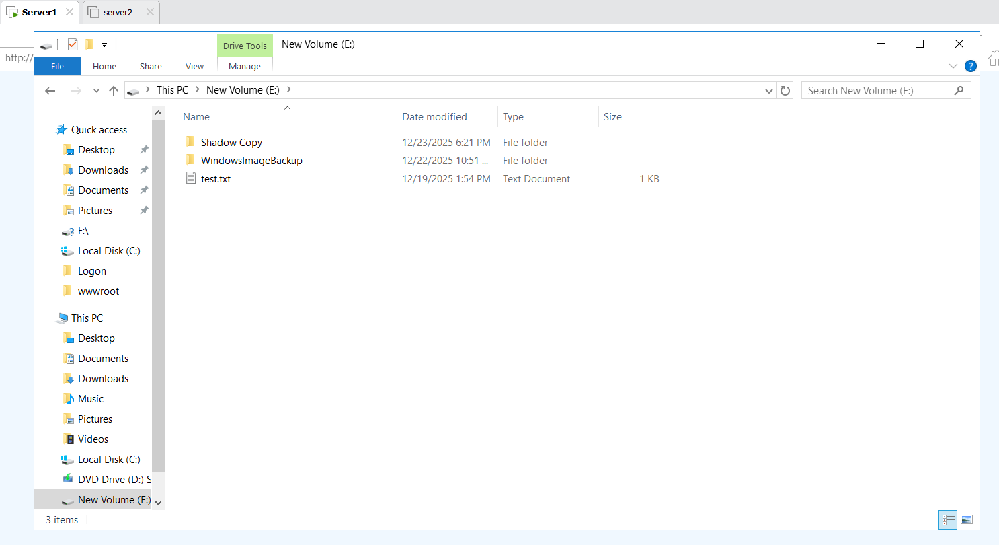 Server1 server2
New Volume (E:)
Drive Tools
http://
File Home Share View Manage
?
This PC New Volume (E:) Search New Volume (E:)
Name Date modified Type Size
Quick access
Desktop
Downloads
Documents
Pictures
F:\
Local Disk (C:)
Logon
wwwroot
This PC
Desktop
Documents
Downloads
Music
Pictures
Videos
Local Disk (C:)
DVD Drive (D:) S
New Volume (E:)
Shadow Copy 12/23/2025 6:21 PM File folder
WindowsImageBackup 12/22/2025 10:51 ... File folder
test.txt 12/19/2025 1:54 PM Text Document 1 KB
3 items